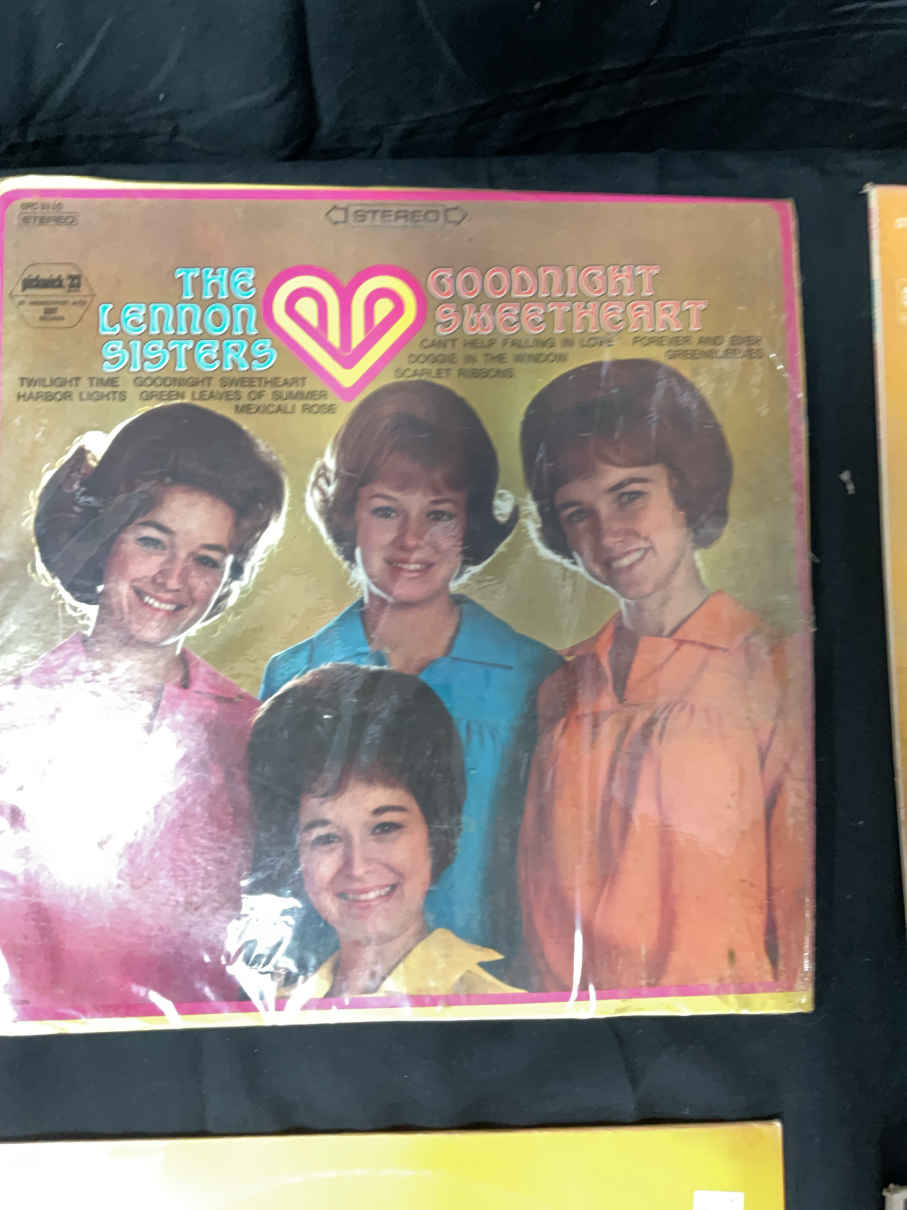 STEREO
STEREO
pickwick/33
THE
LENNON
SISTERS
GOODNIGHT
SWEETHEART
CAN'T HELP FALLING IN LOVE FOREVER AND EVER
DOGGIE IN THE WINDOW GREENSLEEVES
SCARLET RIBBONS
TWILIGHT TIME GOODNIGHT SWEETHEART
HARBOR LIGHTS GREEN LEAVES OF SUMMER
MEXICALI ROSE